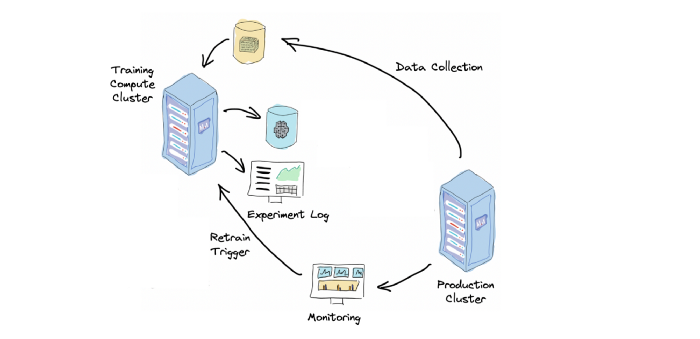 Data Collection
Training
Compute
Cluster
Experiment Log
Retrain
Trigger
Production
Cluster
Monitoring